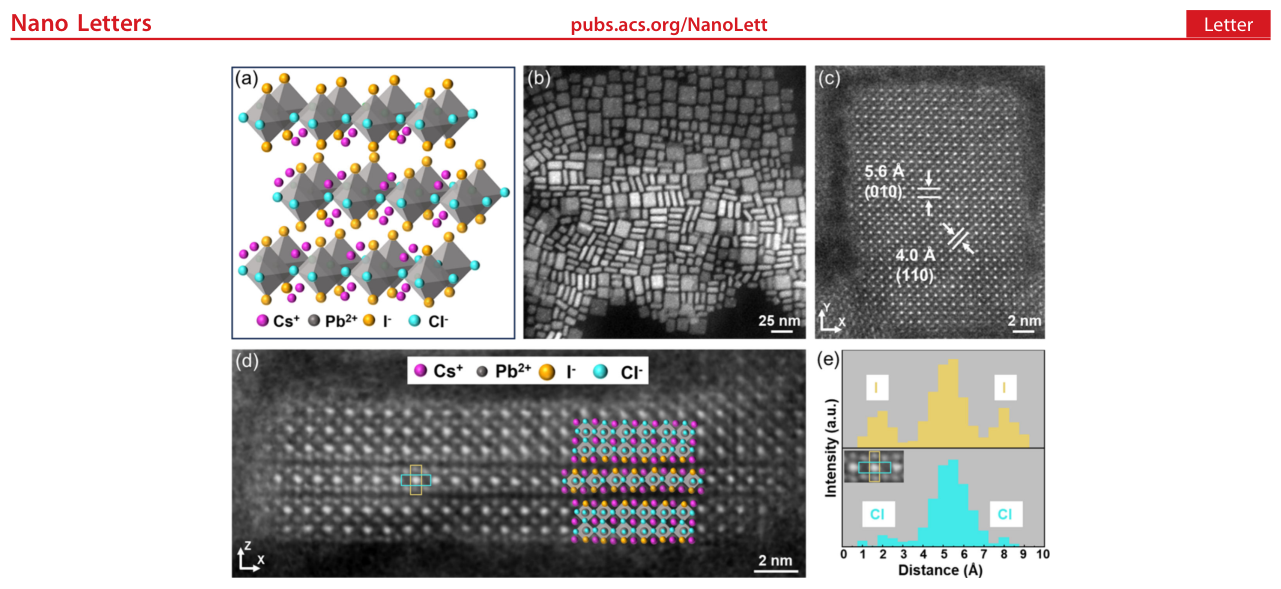 Nano Letters
pubs.acs.org/NanoLett
Letter
(a)
Cs⁺ Pb²⁺ I⁻ Cl⁻
(b)
25 nm
(c)
5.6 Å
(010)
4.0 Å
(110)
Y
X
2 nm
(d)
Cs⁺ Pb²⁺ I⁻ Cl⁻
Z
X
2 nm
(e)
I I
Cl Cl
Intensity (a.u.)
0 1 2 3 4 5 6 7 8 9 10
Distance (Å)